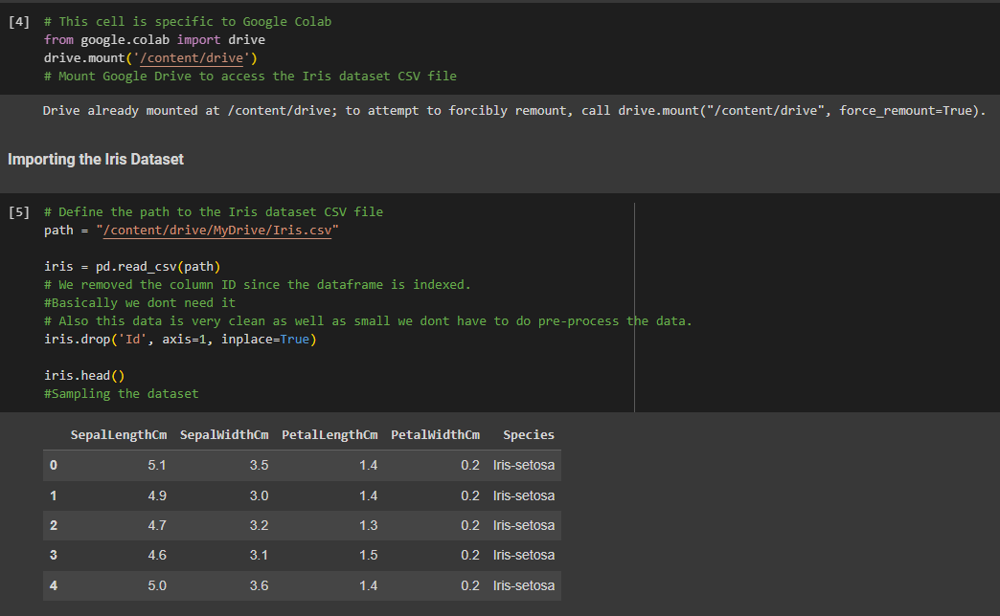 [4] # This cell is specific to Google Colab
from google.colab import drive
drive.mount('/content/drive')
# Mount Google Drive to access the Iris dataset CSV file
Drive already mounted at /content/drive; to attempt to forcibly remount, call drive.mount("/content/drive", force_remount=True).
Importing the Iris Dataset
[5] # Define the path to the Iris dataset CSV file
path = "/content/drive/MyDrive/Iris.csv"
iris = pd.read_csv(path)
# We removed the column ID since the dataframe is indexed.
#Basically we dont need it
# Also this data is very clean as well as small we dont have to do pre-process the data.
iris.drop('Id', axis=1, inplace=True)
iris.head()
#Sampling the dataset
SepalLengthCm SepalWidthCm PetalLengthCm PetalWidthCm Species
0 5.1 3.5 1.4 0.2 Iris-setosa
1 4.9 3.0 1.4 0.2 Iris-setosa
2 4.7 3.2 1.3 0.2 Iris-setosa
3 4.6 3.1 1.5 0.2 Iris-setosa
4 5.0 3.6 1.4 0.2 Iris-setosa